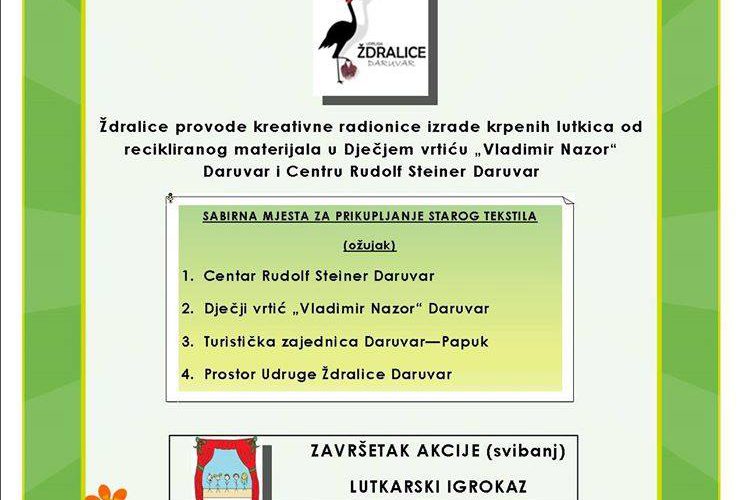 UDRUGA
ŽDRALICE
DARUVAR
Ždralice provode kreativne radionice izrade krpenih lutkica od
recikliranog materijala u Dječjem vrtiću „Vladimir Nazor“
Daruvar i Centru Rudolf Steiner Daruvar
SABIRNA MJESTA ZA PRIKUPLJANJE STAROG TEKSTILA
(ožujak)
1. Centar Rudolf Steiner Daruvar
2. Dječji vrtić „Vladimir Nazor“ Daruvar
3. Turistička zajednica Daruvar—Papuk
4. Prostor Udruge Ždralice Daruvar
ZAVRŠETAK AKCIJE (svibanj)
LUTKARSKI IGROKAZ